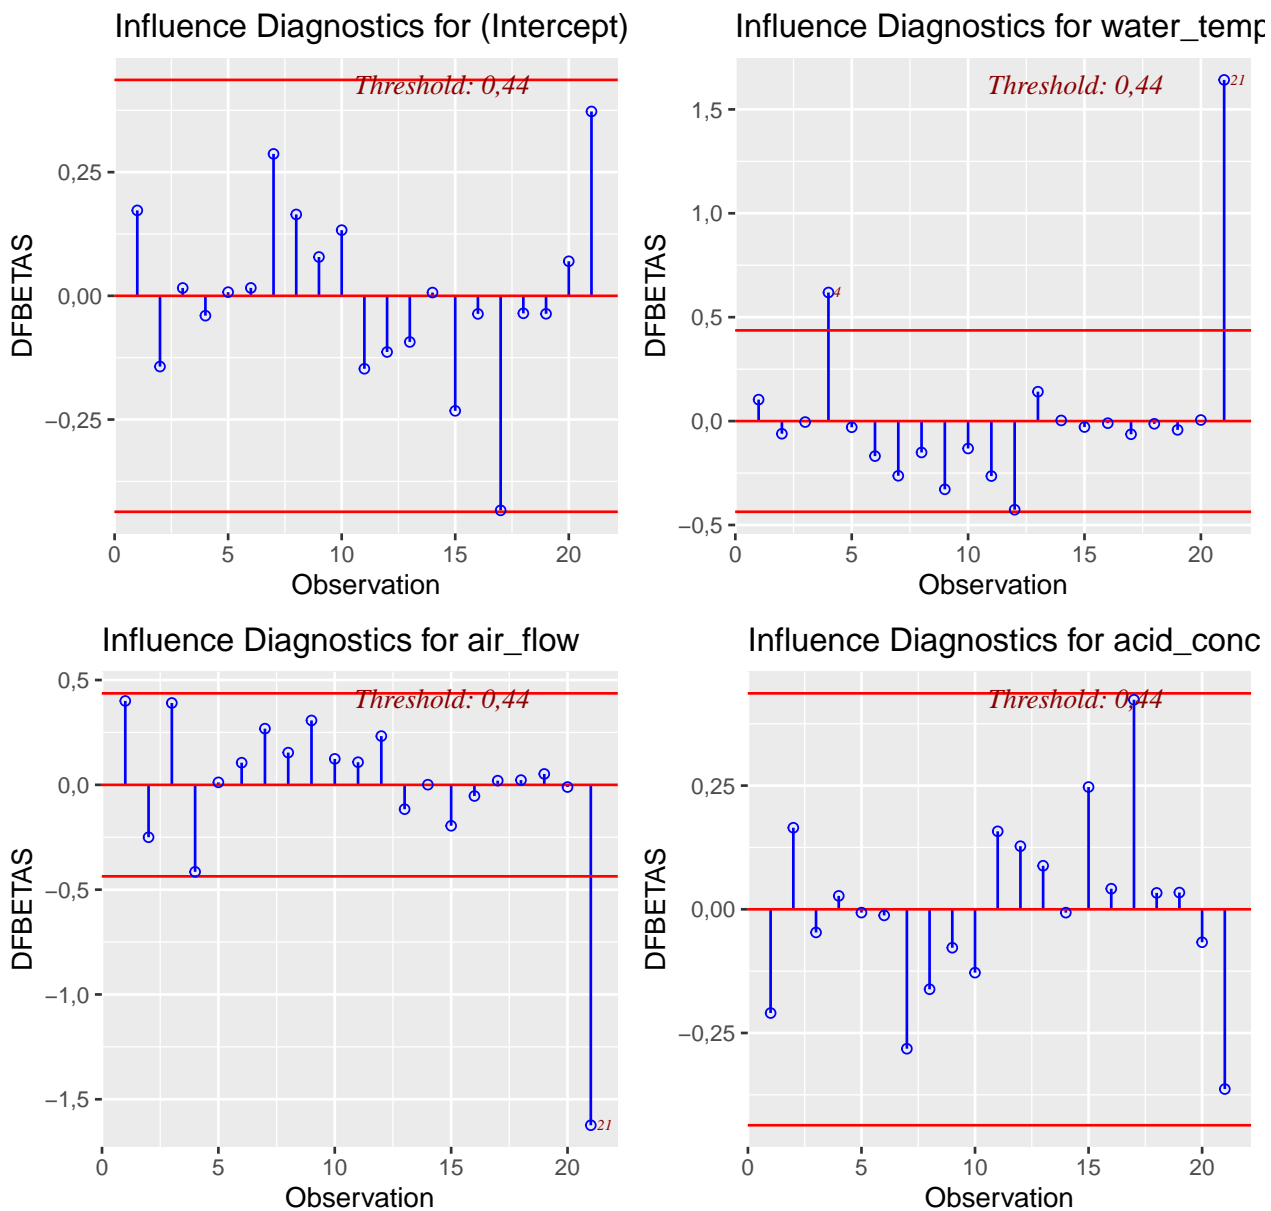 Influence Diagnostics for (Intercept)
Threshold: 0,44
0,25
0,00
−0,25
DFBETAS
0
5
10
15
20
Observation
Influence Diagnostics for water_temp
Threshold: 0,44
21
4
1,5
1,0
0,5
0,0
−0,5
DFBETAS
0
5
10
15
20
Observation
Influence Diagnostics for air_flow
Threshold: 0,44
0,5
0,0
−0,5
−1,0
−1,5
21
DFBETAS
0
5
10
15
20
Observation
Influence Diagnostics for acid_conc
Threshold: 0,44
0,25
0,00
−0,25
DFBETAS
0
5
10
15
20
Observation